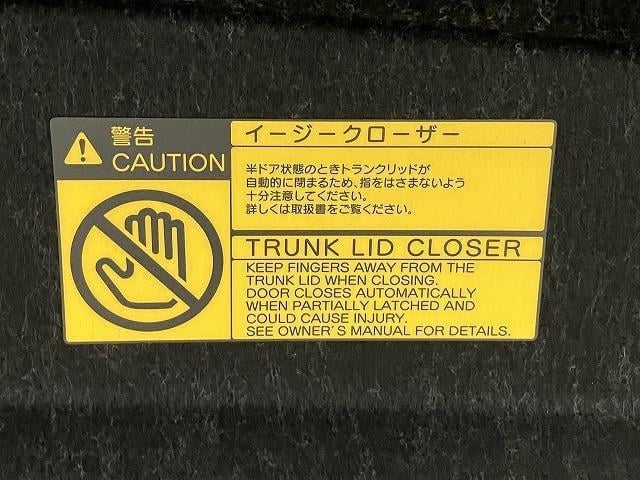 警告
CAUTION
イージークローザー
半ドア状態のときトランクリッドが
自動的に閉まるため、指をはさまないよう
十分注意してください。
詳しくは取扱書をご覧ください。
TRUNK LID CLOSER
KEEP FINGERS AWAY FROM THE
TRUNK LID WHEN CLOSING.
DOOR CLOSES AUTOMATICALLY
WHEN PARTIALLY LATCHED AND
COULD CAUSE INJURY.
SEE OWNER'S MANUAL FOR DETAILS.